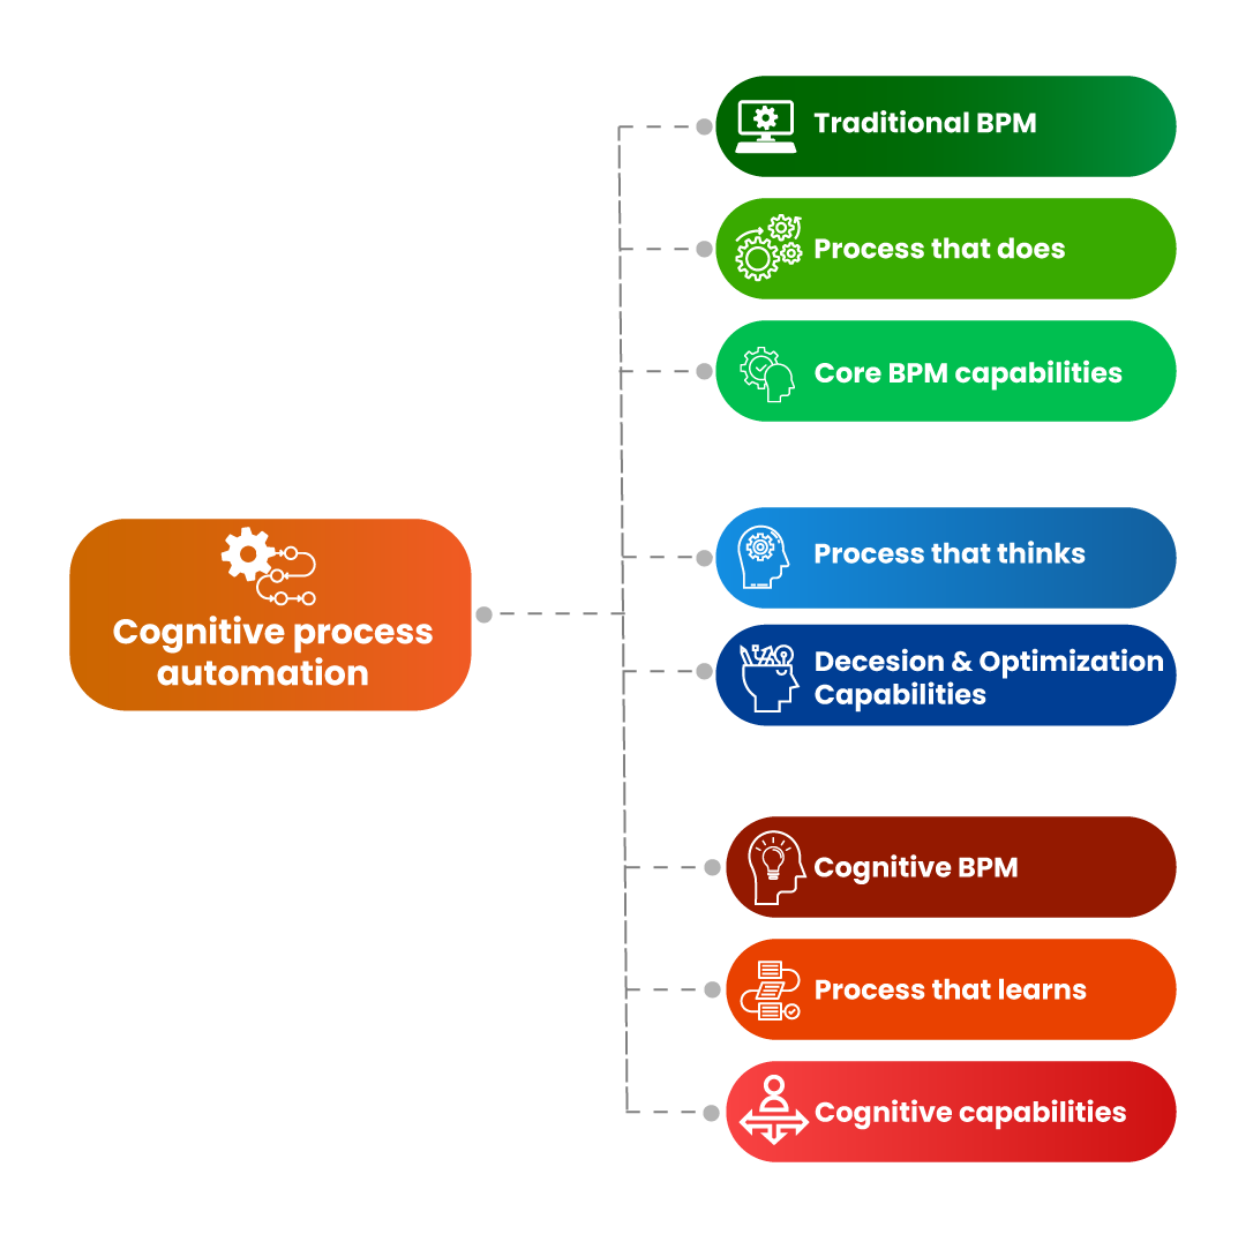 Traditional BPM
Process that does
Core BPM capabilities
Cognitive process
automation
Process that thinks
Decesion & Optimization
Capabilities
Cognitive BPM
Process that learns
Cognitive capabilities